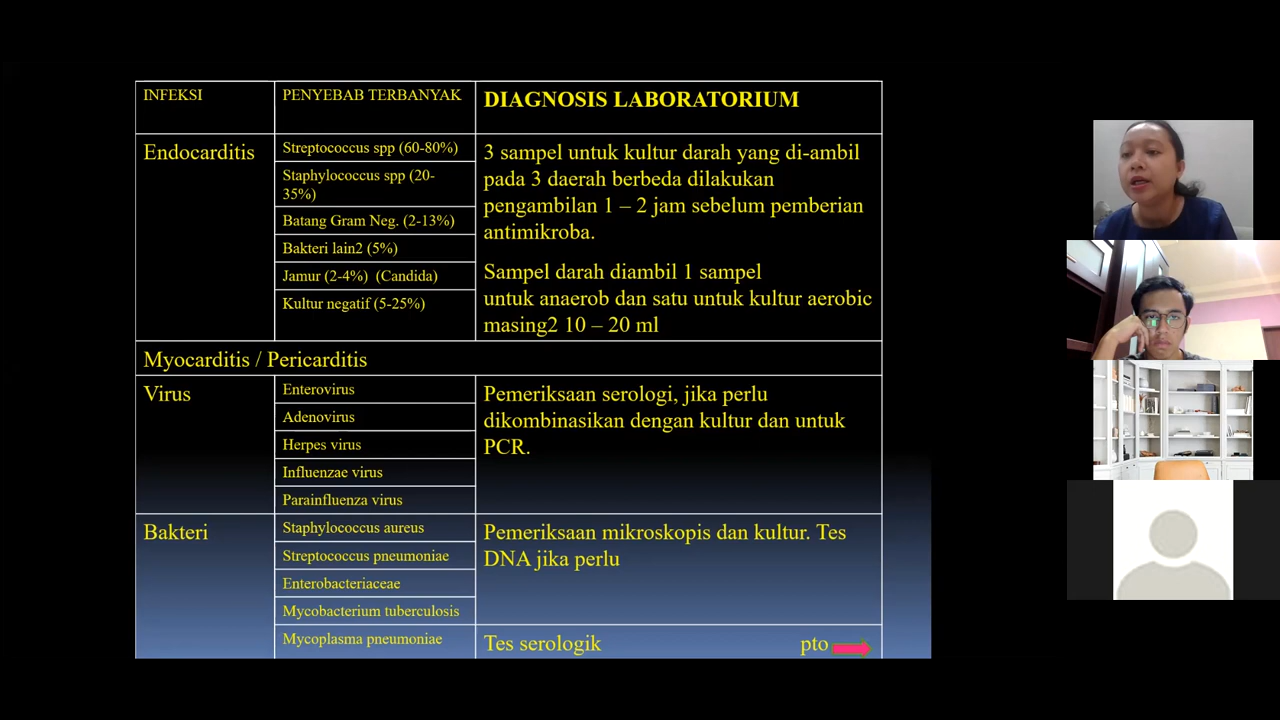 INFEKSI
PENYEBAB TERBANYAK
DIAGNOSIS LABORATORIUM
Endocarditis
Streptococcus spp (60-80%)
Staphylococcus spp (20-
35%)
Batang Gram Neg. (2-13%)
Bakteri lain2 (5%)
Jamur (2-4%) (Candida)
Kultur negatif (5-25%)
3 sampel untuk kultur darah yang di-ambil
pada 3 daerah berbeda dilakukan
pengambilan 1 – 2 jam sebelum pemberian
antimikroba.
Sampel darah diambil 1 sampel
untuk anaerob dan satu untuk kultur aerobic
masing2 10 – 20 ml
Myocarditis / Pericarditis
Virus
Enterovirus
Adenovirus
Herpes virus
Influenzae virus
Parainfluenza virus
Pemeriksaan serologi, jika perlu
dikombinasikan dengan kultur dan untuk
PCR.
Bakteri
Staphylococcus aureus
Streptococcus pneumoniae
Enterobacteriaceae
Mycobacterium tuberculosis
Mycoplasma pneumoniae
Pemeriksaan mikroskopis dan kultur. Tes
DNA jika perlu
Tes serologik
pto